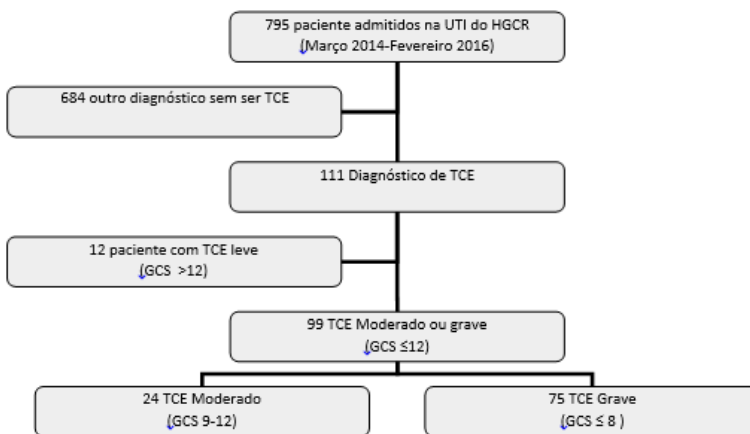 795 paciente admitidos na UTI do HGCR
(Março 2014-Fevereiro 2016)
684 outro diagnóstico sem ser TCE
111 Diagnóstico de TCE
12 paciente com TCE leve
(GCS >12)
99 TCE Moderado ou grave
(GCS ≤12)
24 TCE Moderado
(GCS 9-12)
75 TCE Grave
(GCS ≤ 8 )